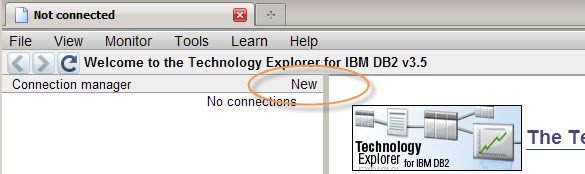 Not connected
File View Monitor Tools Learn Help
Welcome to the Technology Explorer for IBM DB2 v3.5
Connection manager New
No connections
Technology
Explorer for IBM DB2
The Te